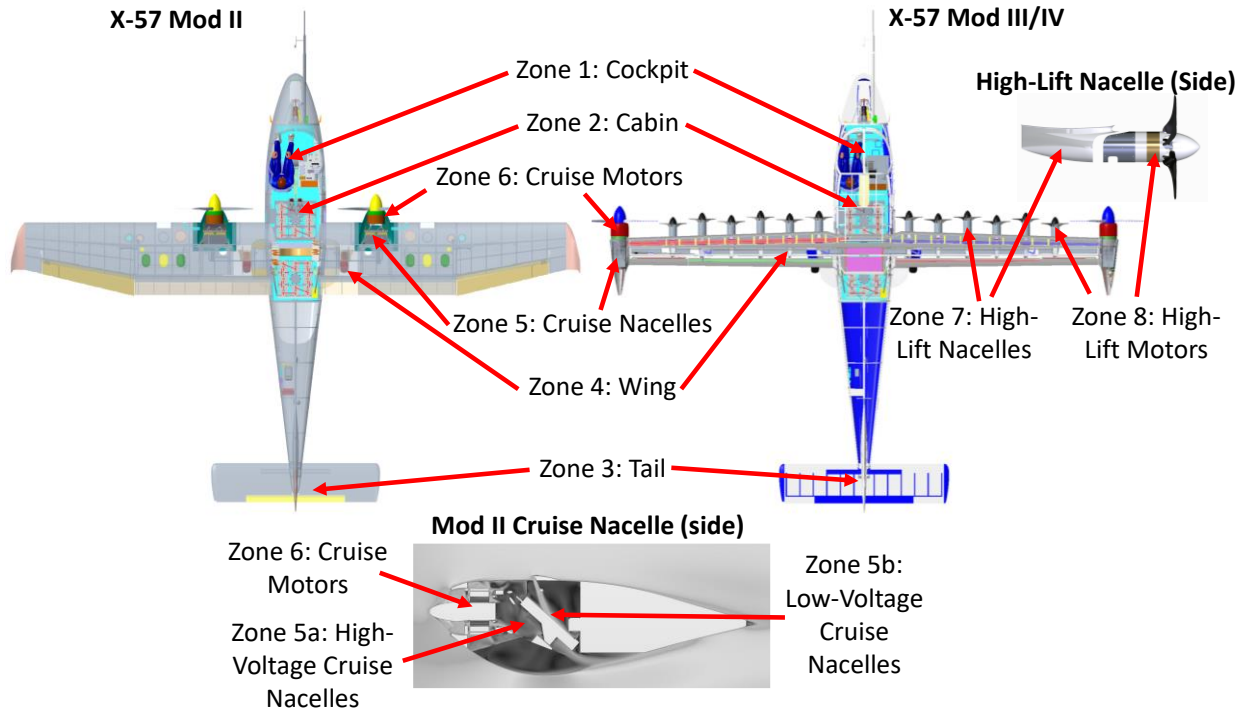 X-57 Mod II
X-57 Mod III/IV
Zone 1: Cockpit
High-Lift Nacelle (Side)
Zone 2: Cabin
Zone 6: Cruise Motors
Zone 7: High-
Lift Nacelles
Zone 8: High-
Lift Motors
Zone 5: Cruise Nacelles
Zone 4: Wing
Zone 3: Tail
Mod II Cruise Nacelle (side)
Zone 6: Cruise
Motors
Zone 5a: High-
Voltage Cruise
Nacelles
Zone 5b:
Low-Voltage
Cruise
Nacelles